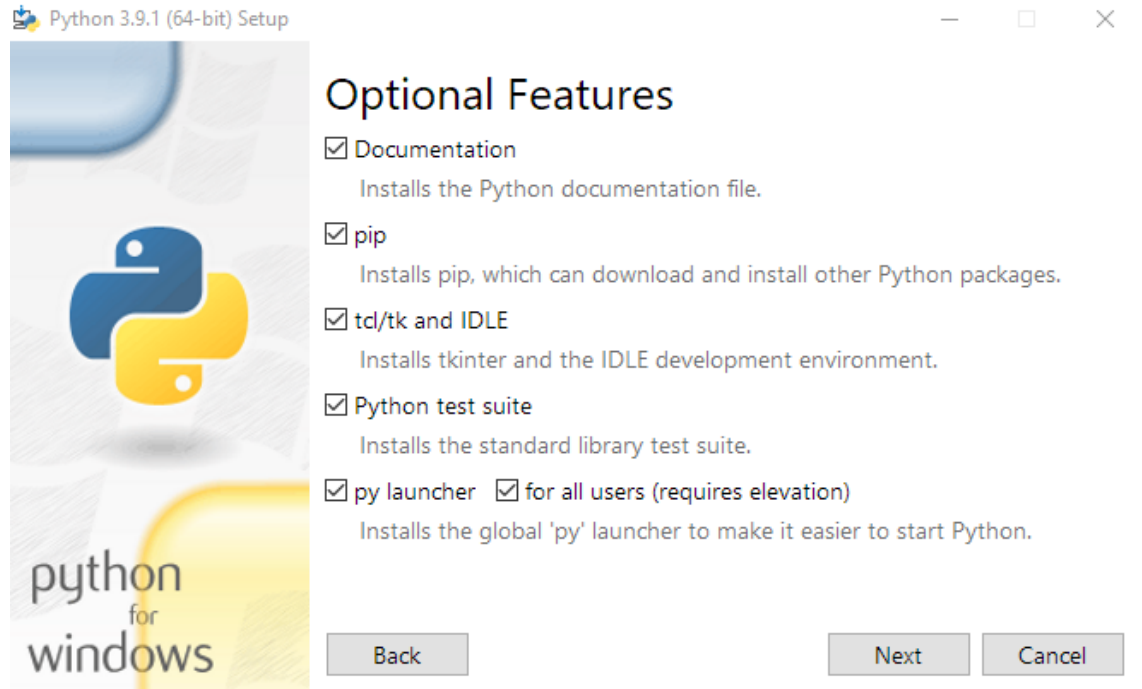 Python 3.9.1 (64-bit) Setup
Optional Features
Documentation
Installs the Python documentation file.
pip
Installs pip, which can download and install other Python packages.
tcl/tk and IDLE
Installs tkinter and the IDLE development environment.
Python test suite
Installs the standard library test suite.
py launcher for all users (requires elevation)
Installs the global 'py' launcher to make it easier to start Python.
python
for
windows
Back Next Cancel